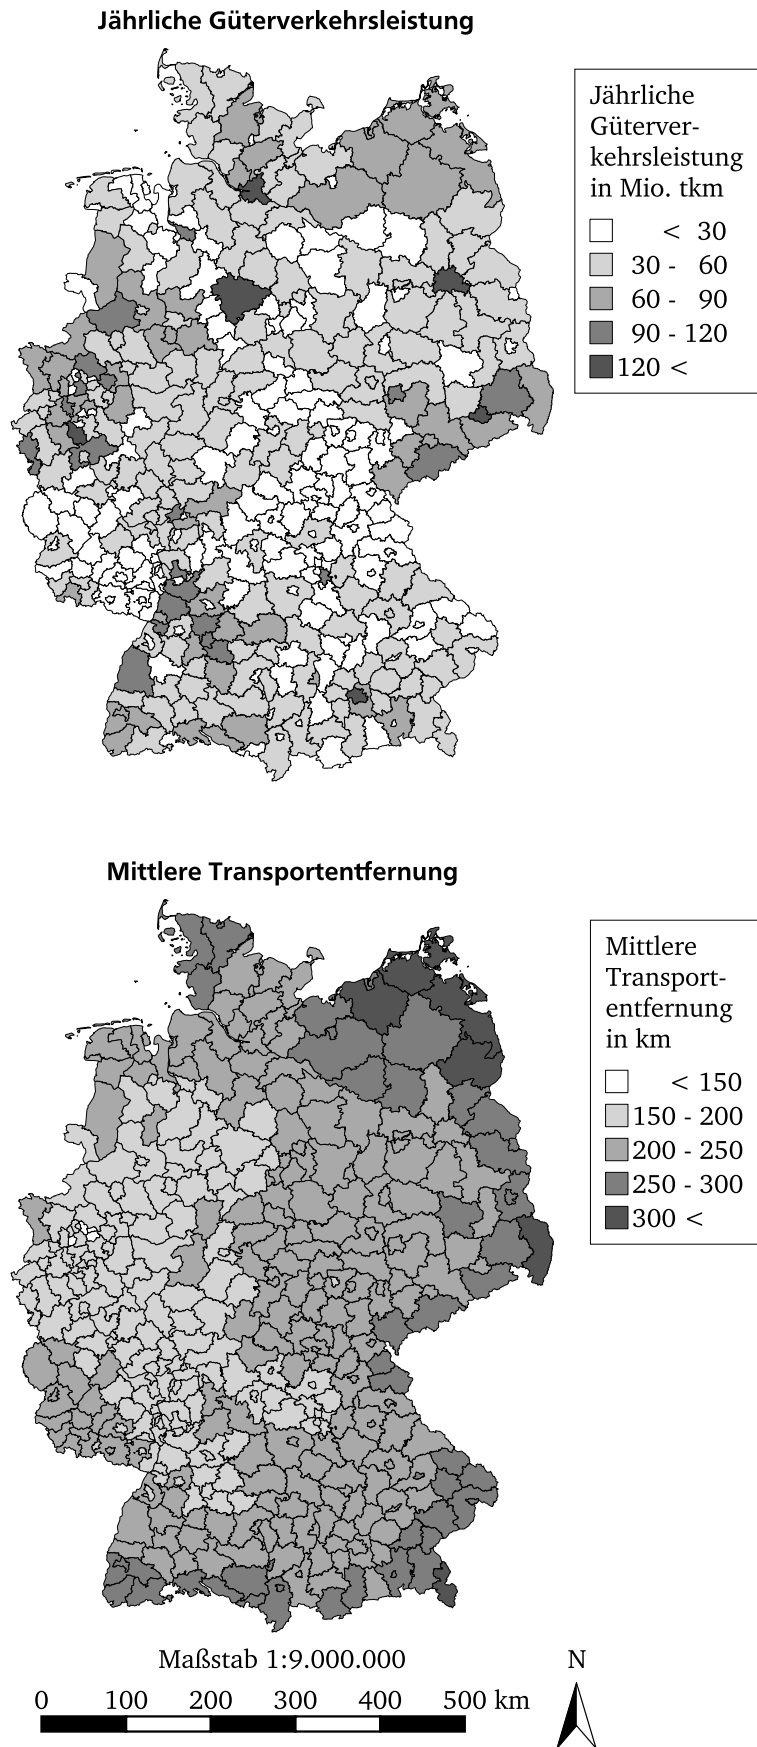 Jährliche Güterverkehrsleistung
Jährliche
Güterver-
kehrsleistung
in Mio. tkm
< 30
30 - 60
60 - 90
90 - 120
120 <
Mittlere Transportentfernung
Mittlere
Transport-
entfernung
in km
< 150
150 - 200
200 - 250
250 - 300
300 <
Maßstab 1:9.000.000
N
0 100 200 300 400 500 km